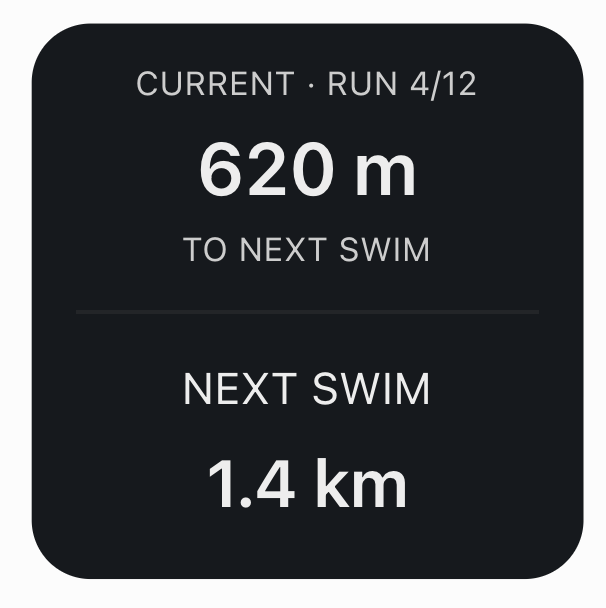 CURRENT · RUN 4/12
620 m
TO NEXT SWIM
NEXT SWIM
1.4 km